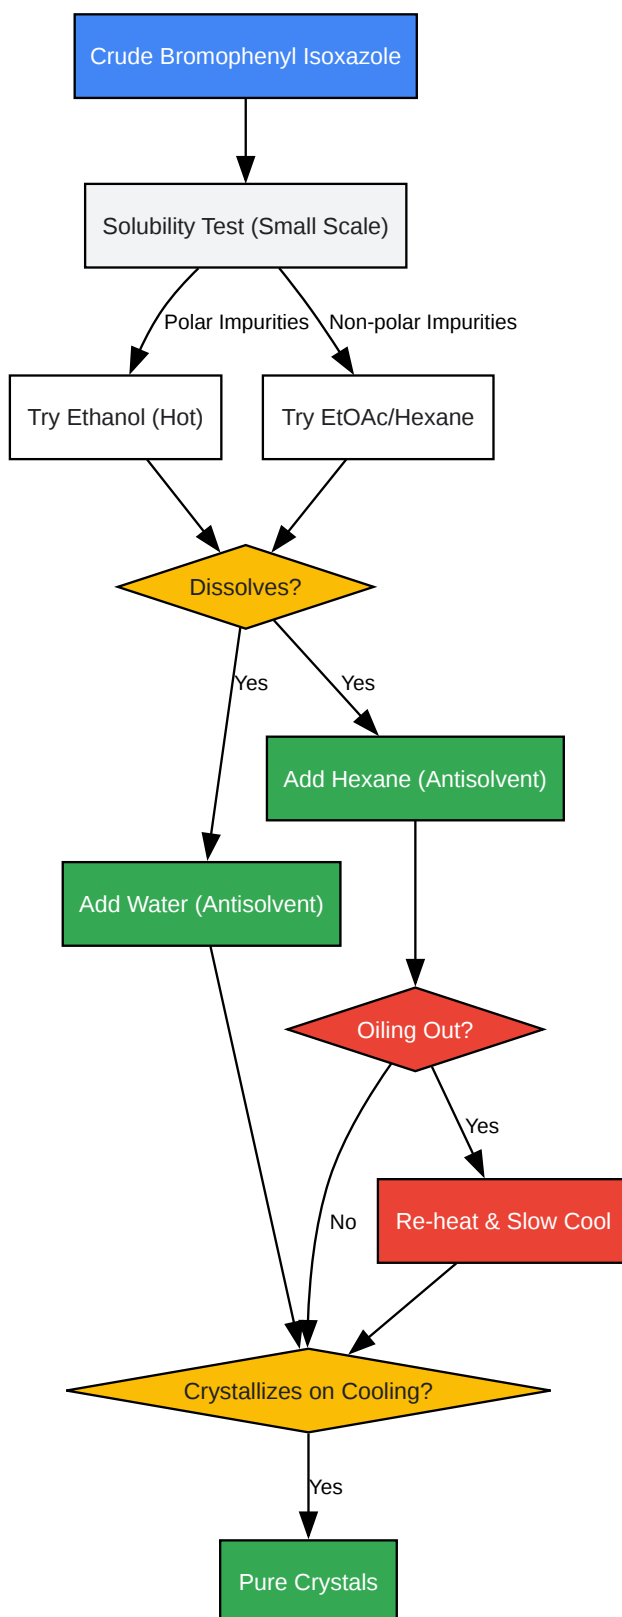 Crude Bromophenyl Isoxazole
Solubility Test (Small Scale)
Polar Impurities
Non-polar Impurities
Try Ethanol (Hot)
Try EtOAc/Hexane
Dissolves?
Yes
Yes
Add Hexane (Antisolvent)
Add Water (Antisolvent)
Oiling Out?
Yes
No
Re-heat & Slow Cool
Crystallizes on Cooling?
Yes
Pure Crystals